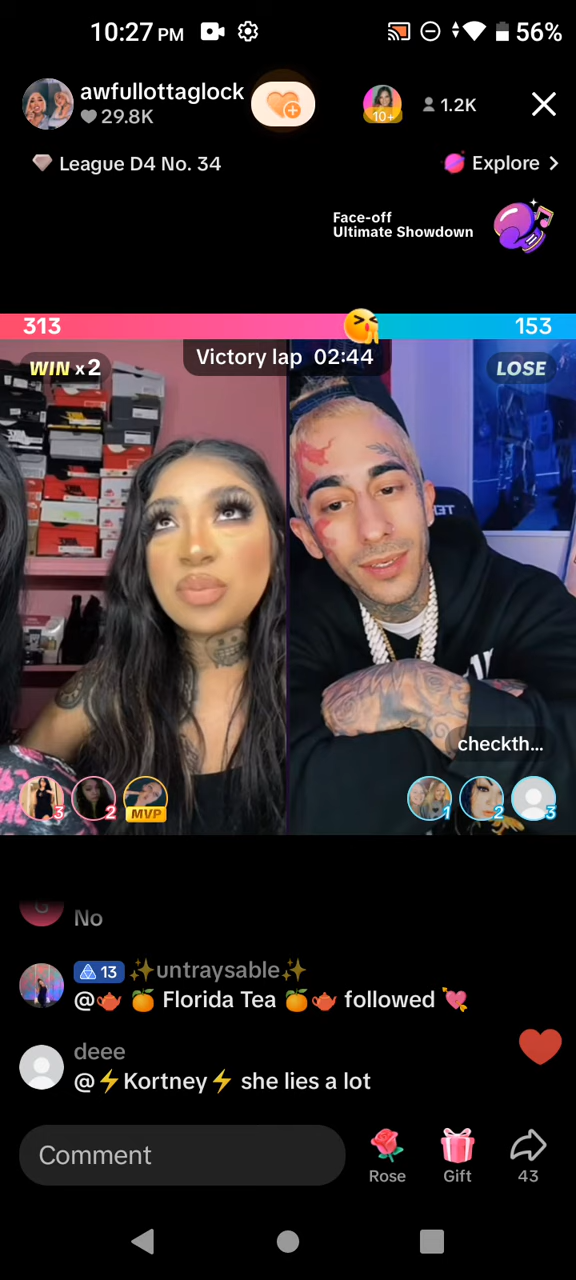 10:27 PM
56%
awfullottaglock
29.8K
10+
1.2K
League D4 No. 34
Explore >
Face-off
Ultimate Showdown
313
153
Victory lap 02:44
WIN x2
LOSE
checkth...
3
2
MVP
1
2
3
G
No
13 ✨untraysable✨
@🫖 🍊 Florida Tea 🍊🫖 followed 💘
deee
@⚡Kortney⚡ she lies a lot
Comment
Rose
Gift
43